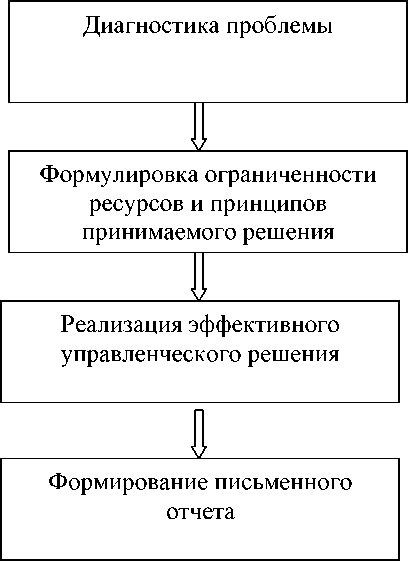 Диагностика проблемы
Формулировка ограниченности
ресурсов и принципов
принимаемого решения
Реализация эффективного
управленческого решения
Формирование письменного
отчета